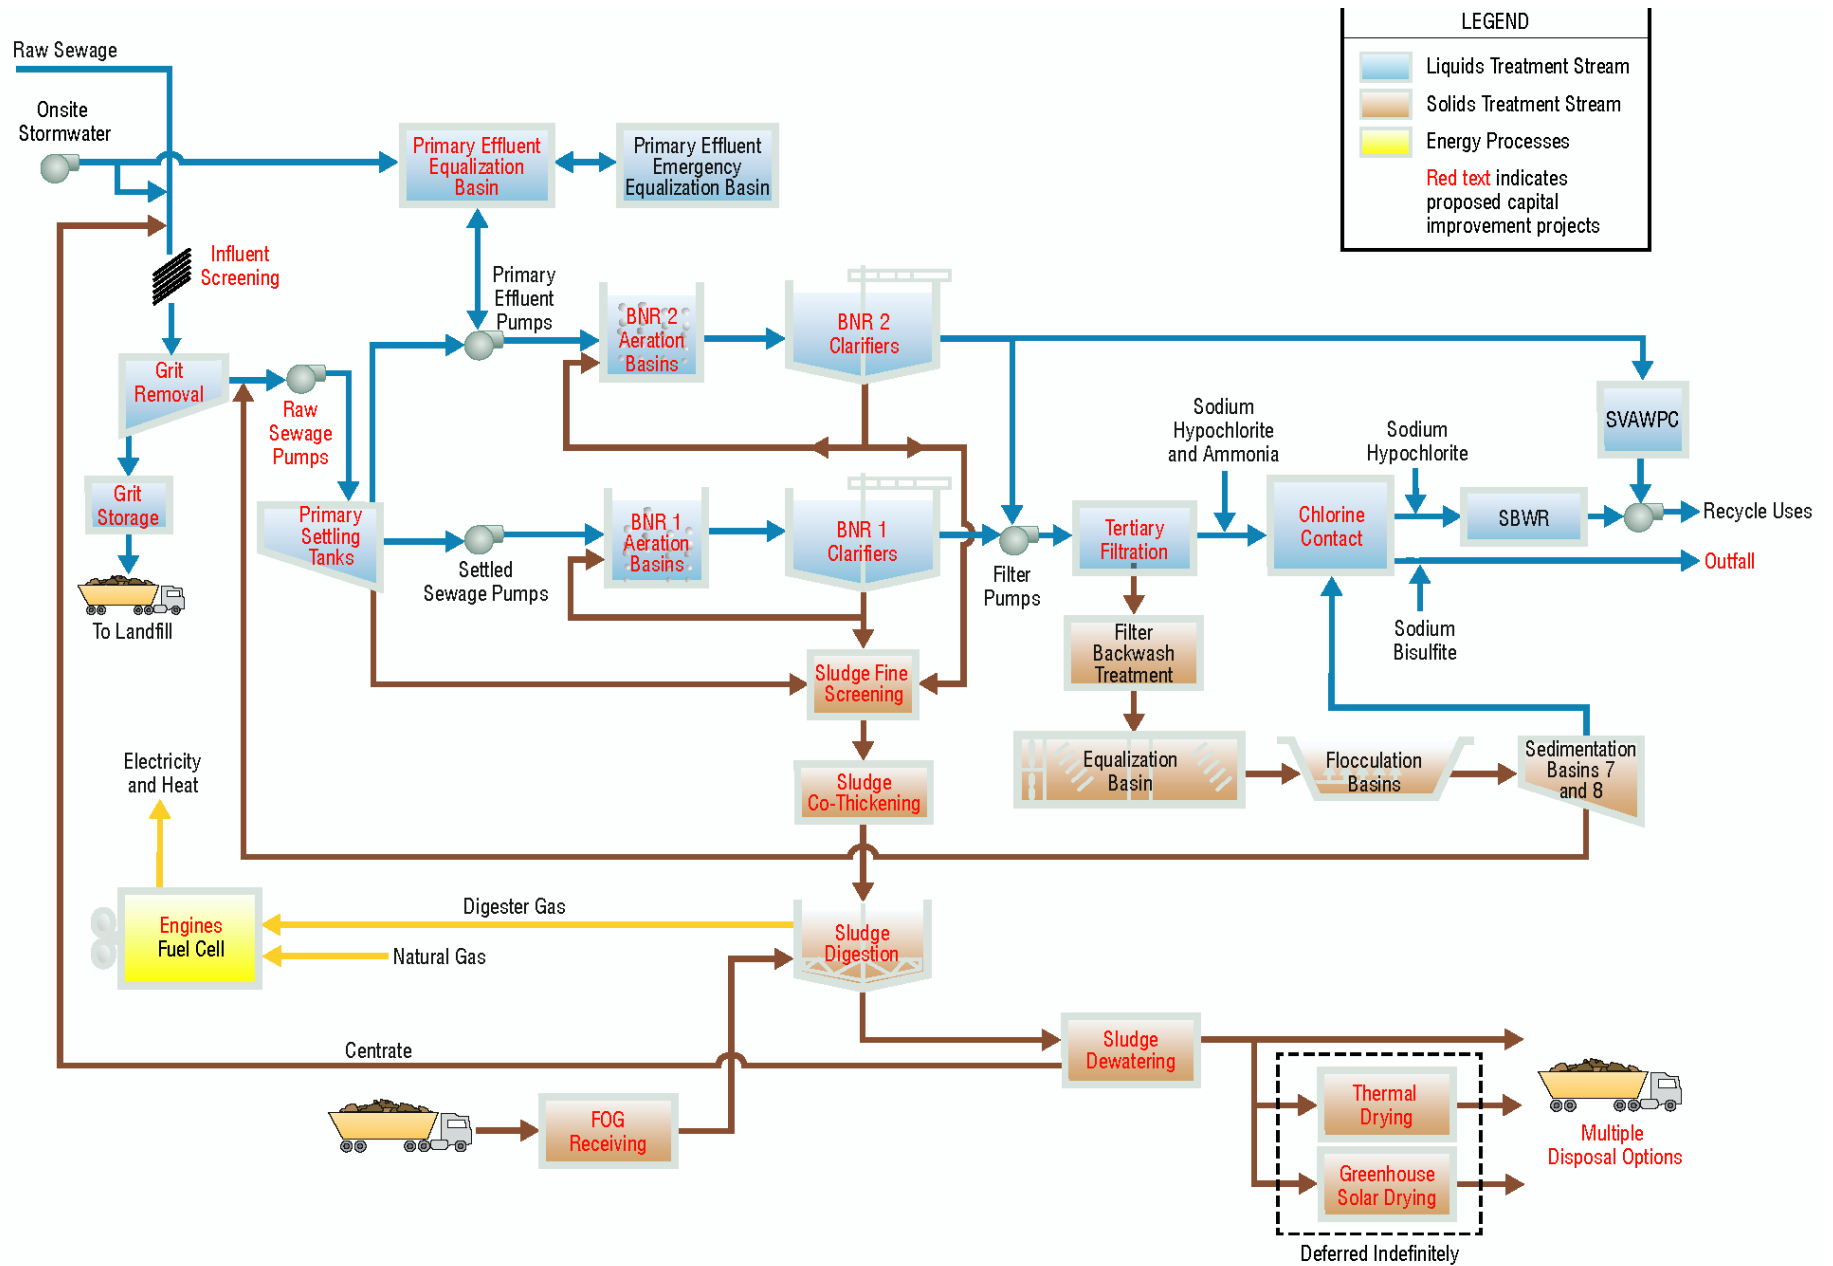 LEGEND
Liquids Treatment Stream
Solids Treatment Stream
Energy Processes
Red text indicates
proposed capital
improvement projects
Raw Sewage
Onsite
Stormwater
Primary Effluent
Equalization
Basin
Primary Effluent
Emergency
Equalization Basin
Influent
Screening
Primary
Effluent
Pumps
Grit
Removal
Raw
Sewage
Pumps
BNR 2
Aeration
Basins
BNR 2
Clarifiers
SVAWPC
Grit
Storage
To Landfill
Primary
Settling
Tanks
Settled
Sewage Pumps
BNR 1
Aeration
Basins
BNR 1
Clarifiers
Filter
Pumps
Tertiary
Filtration
Sodium
Hypochlorite
and Ammonia
Chlorine
Contact
Sodium
Hypochlorite
SBWR
Recycle Uses
Outfall
Sodium
Bisulfite
Filter
Backwash
Treatment
Sludge Fine
Screening
Equalization
Basin
Flocculation
Basins
Sedimentation
Basins 7
and 8
Sludge
Co-Thickening
Electricity
and Heat
Engines
Fuel Cell
Digester Gas
Natural Gas
Sludge
Digestion
Centrate
Sludge
Dewatering
FOG
Receiving
Thermal
Drying
Greenhouse
Solar Drying
Deferred Indefinitely
Multiple
Disposal Options